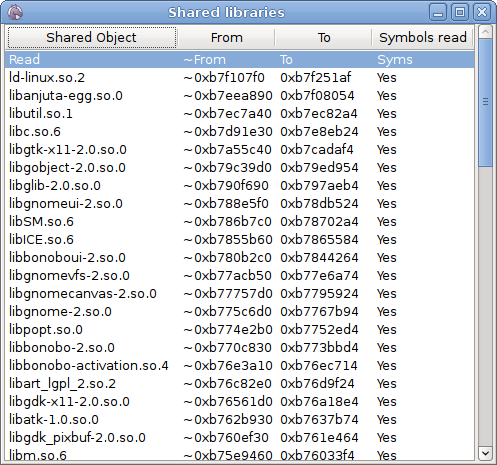 Shared libraries
Shared Object From To Symbols read
Read ~From To Syms
ld-linux.so.2 ~0xb7f107f0 0xb7f251af Yes
libanjuta-egg.so.0 ~0xb7eea890 0xb7f08054 Yes
libutil.so.1 ~0xb7ec7a40 0xb7ec82a4 Yes
libc.so.6 ~0xb7d91e30 0xb7e8eb24 Yes
libgtk-x11-2.0.so.0 ~0xb7a55c40 0xb7cadaf4 Yes
libgobject-2.0.so.0 ~0xb79c39d0 0xb79ed954 Yes
libglib-2.0.so.0 ~0xb790f690 0xb797aeb4 Yes
libgnomeui-2.so.0 ~0xb788e5f0 0xb78db524 Yes
libSM.so.6 ~0xb786b7c0 0xb78702a4 Yes
libICE.so.6 ~0xb7855b60 0xb7865584 Yes
libbonoboui-2.so.0 ~0xb780b2c0 0xb7844264 Yes
libgnomevfs-2.so.0 ~0xb77acb50 0xb77e6a74 Yes
libgnomecanvas-2.so.0 ~0xb77757d0 0xb7795924 Yes
libgnome-2.so.0 ~0xb775c6d0 0xb7767b94 Yes
libpopt.so.0 ~0xb774e2b0 0xb7752ed4 Yes
libbonobo-2.so.0 ~0xb770c830 0xb773bbd4 Yes
libbonobo-activation.so.4 ~0xb76e3a10 0xb76ec714 Yes
libart_lgpl_2.so.2 ~0xb76c82e0 0xb76d9f24 Yes
libgdk-x11-2.0.so.0 ~0xb76561d0 0xb76a18e4 Yes
libatk-1.0.so.0 ~0xb762b930 0xb7637b74 Yes
libgdk_pixbuf-2.0.so.0 ~0xb760ef30 0xb761e464 Yes
libm.so.6 ~0xb75e9460 0xb76033f4 Yes